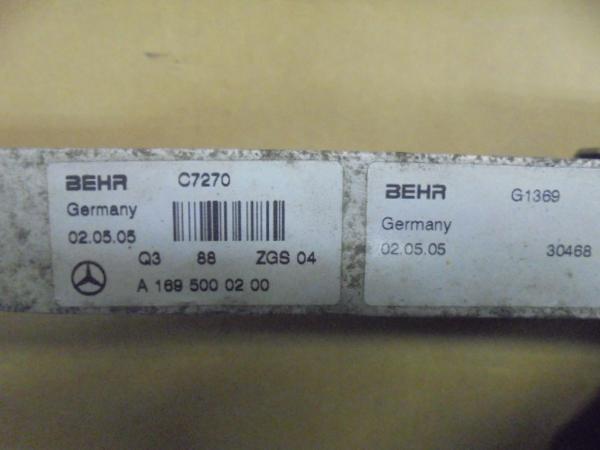 BEHR C7270
Germany
02.05.05
Q3 88 ZGS 04
A 169 500 02 00
BEHR G1369
Germany
02.05.05 30468